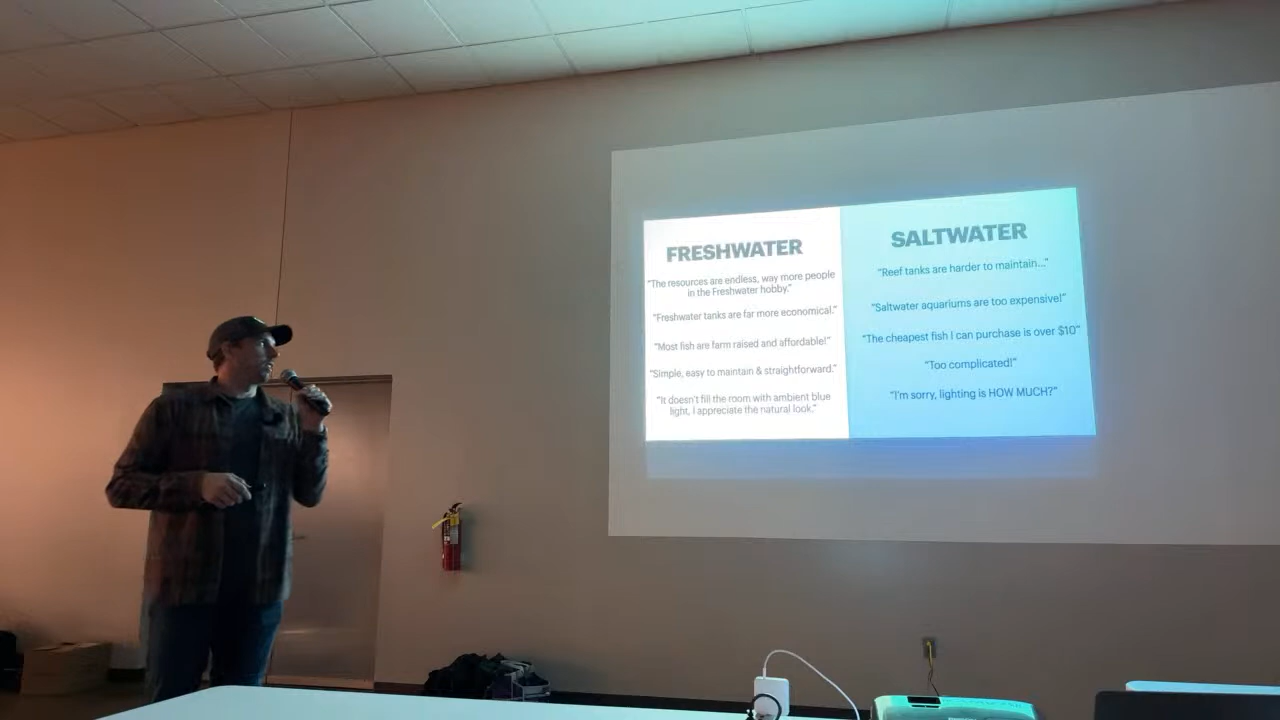 FRESHWATER
“The resources are endless, way more people
in the Freshwater hobby.”
“Freshwater tanks are far more economical.”
“Most fish are farm raised and affordable!”
“Simple, easy to maintain & straightforward.”
“It doesn’t fill the room with ambient blue
light, I appreciate the natural look.”
SALTWATER
“Reef tanks are harder to maintain...”
“Saltwater aquariums are too expensive!”
“The cheapest fish I can purchase is over $10”
“Too complicated!”
“I’m sorry, lighting is HOW MUCH?”